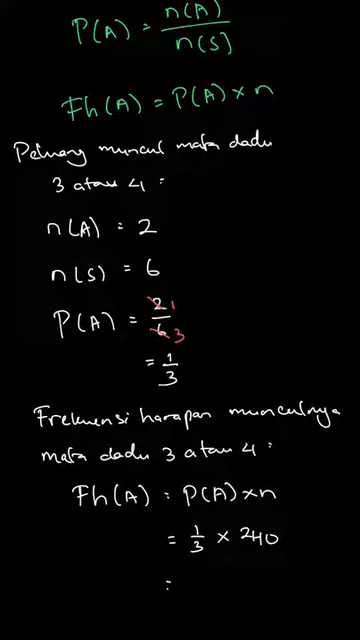 P(A) = n(A) / n(S)
Fh(A) = P(A) × n
Peluang muncul mata dadu
3 atau 4 :
n(A) = 2
n(S) = 6
P(A) = 2/6 1/3
= 1/3
Frekuensi harapan munculnya
mata dadu 3 atau 4 :
Fh(A) = P(A) × n
= 1/3 × 240
=